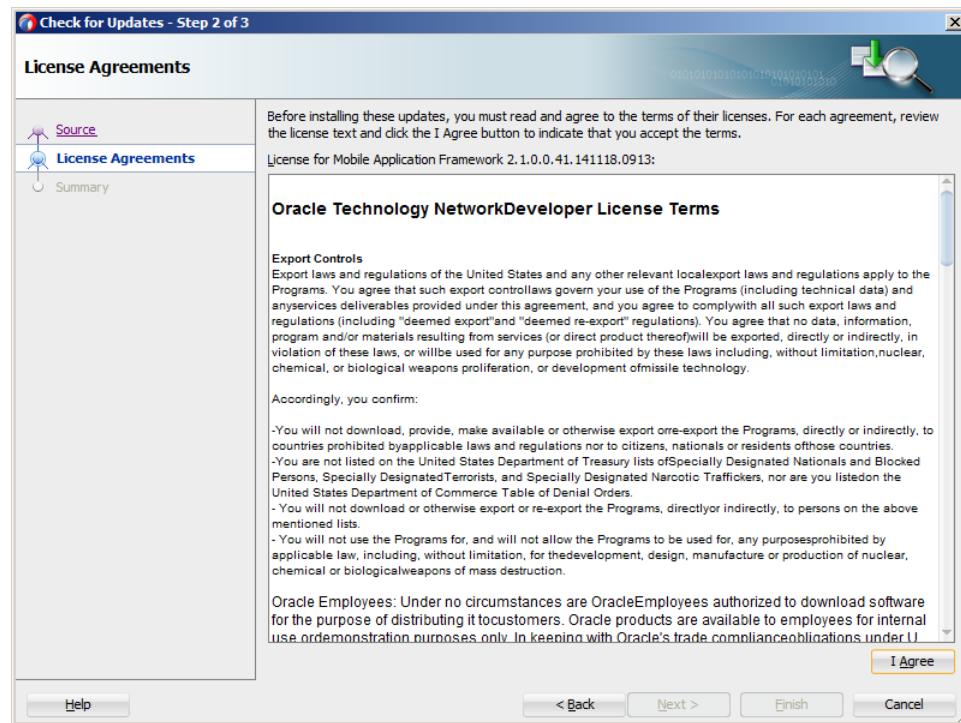 Check for Updates - Step 2 of 3
License Agreements
Source
License Agreements
Summary
Before installing these updates, you must read and agree to the terms of their licenses. For each agreement, review
the license text and click the I Agree button to indicate that you accept the terms.
License for Mobile Application Framework 2.1.0.0.41.141118.0913:
Oracle Technology NetworkDeveloper License Terms
Export Controls
Export laws and regulations of the United States and any other relevant localexport laws and regulations apply to the
Programs. You agree that such export controllaws govern your use of the Programs (including technical data) and
anyservices deliverables provided under this agreement, and you agree to complywith all such export laws and
regulations (including "deemed export"and "deemed re-export" regulations). You agree that no data, information,
program and/or materials resulting from services (or direct product thereof)will be exported, directly or indirectly, in
violation of these laws, or willbe used for any purpose prohibited by these laws including, without limitation,nuclear,
chemical, or biological weapons proliferation, or development ofmissile technology.
Accordingly, you confirm:
-You will not download, provide, make available or otherwise export orre-export the Programs, directly or indirectly, to
countries prohibited byapplicable laws and regulations nor to citizens, nationals or residents ofthose countries.
-You are not listed on the United States Department of Treasury lists ofSpecially Designated Nationals and Blocked
Persons, Specially DesignatedTerrorists, and Specially Designated Narcotic Traffickers, nor are you listedon the
United States Department of Commerce Table of Denial Orders.
- You will not download or otherwise export or re-export the Programs, directlyor indirectly, to persons on the above
mentioned lists.
- You will not use the Programs for, and will not allow the Programs to be used for, any purposesprohibited by
applicable law, including, without limitation, for thedevelopment, design, manufacture or production of nuclear,
chemical or biologicalweapons of mass destruction.
Oracle Employees: Under no circumstances are OracleEmployees authorized to download software
for the purpose of distributing it tocustomers. Oracle products are available to employees for internal
use ordemonstration purposes only. In keeping with Oracle's trade complianceobligations under U
I Agree
Help
< Back
Next >
Finish
Cancel